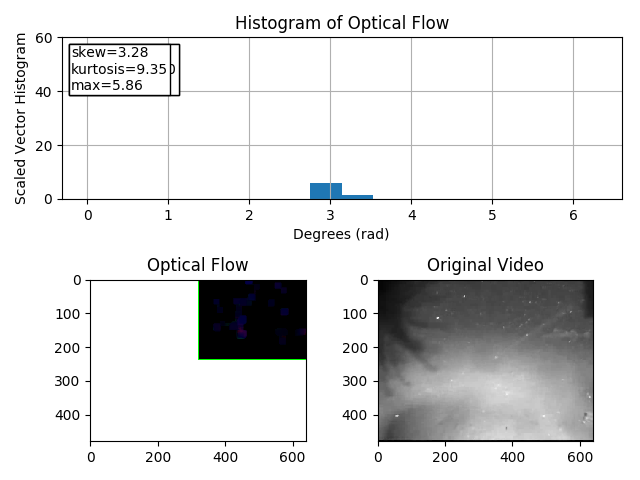 Histogram of Optical Flow
60
40
20
0
Scaled Vector Histogram
skew=3.28
kurtosis=9.350
max=5.86
0 1 2 3 4 5 6
Degrees (rad)
Optical Flow
0
100
200
300
400
0 200 400 600
Original Video
0
100
200
300
400
0 200 400 600